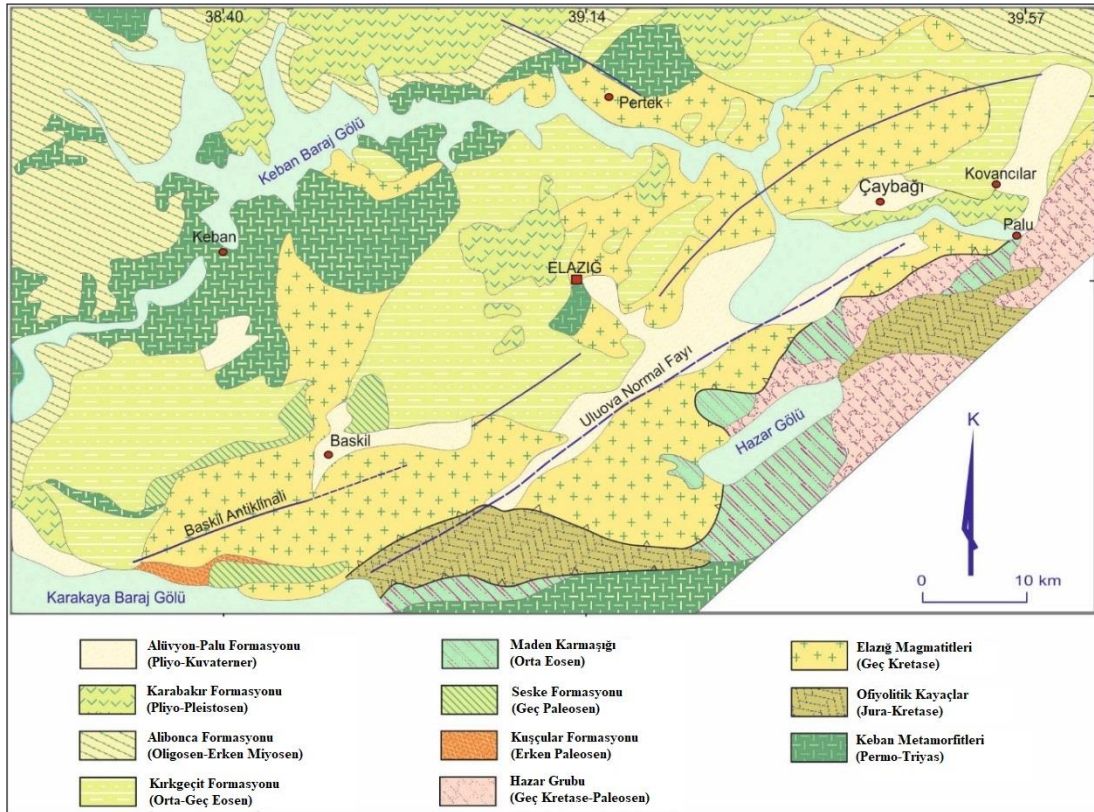 38.40
39.14
39.57
Pertek
Keban Baraj Gölü
Kovancılar
Çaybağı
Keban
Palu
ELAZIĞ
Uluova Normal Fayı
Hazar Gölü
Baskil
K
Baskil Antiklinali
0 10 km
Karakaya Baraj Gölü
Alüvyon-Palu Formasyonu
(Pliyo-Kuvaterner)
Karabakır Formasyonu
(Pliyo-Pleistosen)
Alibonca Formasyonu
(Oligosen-Erken Miyosen)
Kırkgeçit Formasyonu
(Orta-Geç Eosen)
Maden Karmaşığı
(Orta Eosen)
Seske Formasyonu
(Geç Paleosen)
Kuşçular Formasyonu
(Erken Paleosen)
Hazar Grubu
(Geç Kretase-Paleosen)
Elazığ Magmatitleri
(Geç Kretase)
Ofiyolitik Kayaçlar
(Jura-Kretase)
Keban Metamorfitleri
(Permo-Triyas)